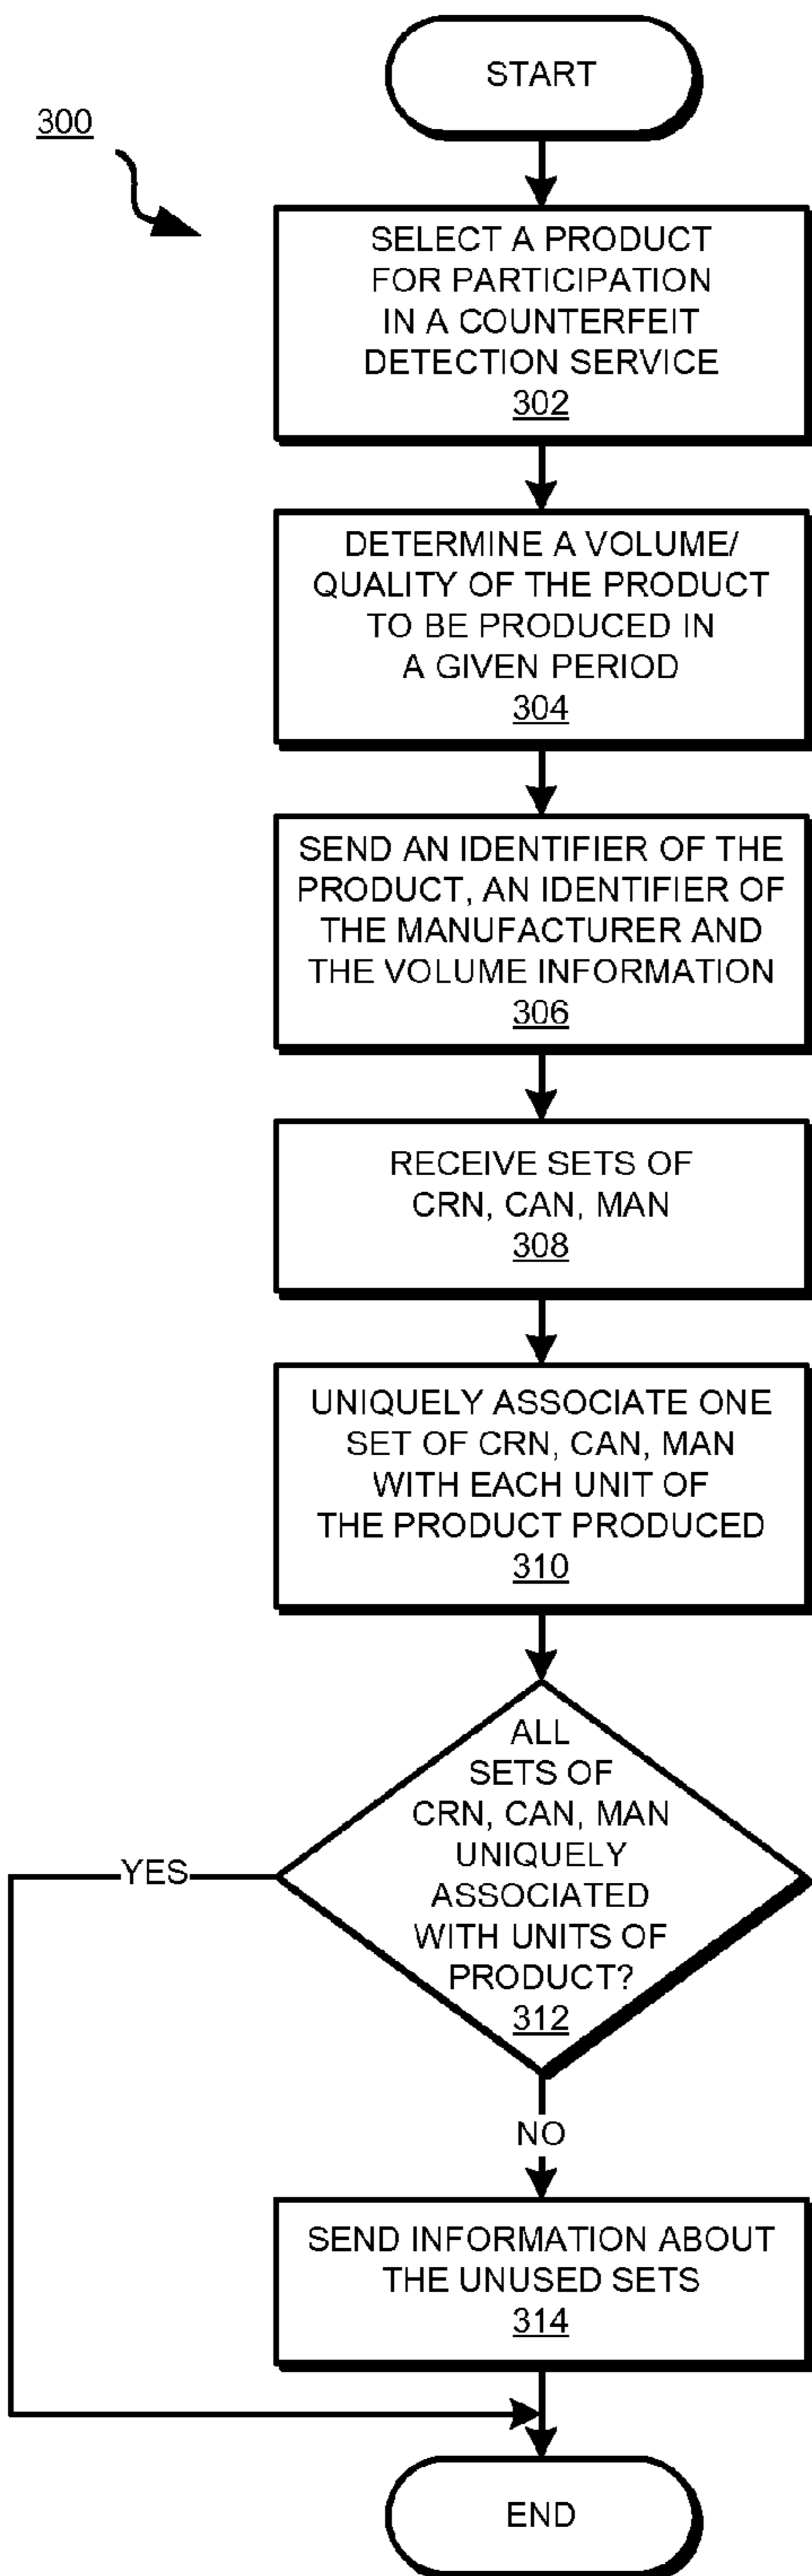 START
300
SELECT A PRODUCT
FOR PARTICIPATION
IN A COUNTERFEIT
DETECTION SERVICE
302
DETERMINE A VOLUME/
QUALITY OF THE PRODUCT
TO BE PRODUCED IN
A GIVEN PERIOD
304
SEND AN IDENTIFIER OF THE
PRODUCT, AN IDENTIFIER OF
THE MANUFACTURER AND
THE VOLUME INFORMATION
306
RECEIVE SETS OF
CRN, CAN, MAN
308
UNIQUELY ASSOCIATE ONE
SET OF CRN, CAN, MAN
WITH EACH UNIT OF
THE PRODUCT PRODUCED
310
ALL
SETS OF
CRN, CAN, MAN
UNIQUELY
ASSOCIATED
WITH UNITS OF
PRODUCT?
312
YES
NO
SEND INFORMATION ABOUT
THE UNUSED SETS
314
END